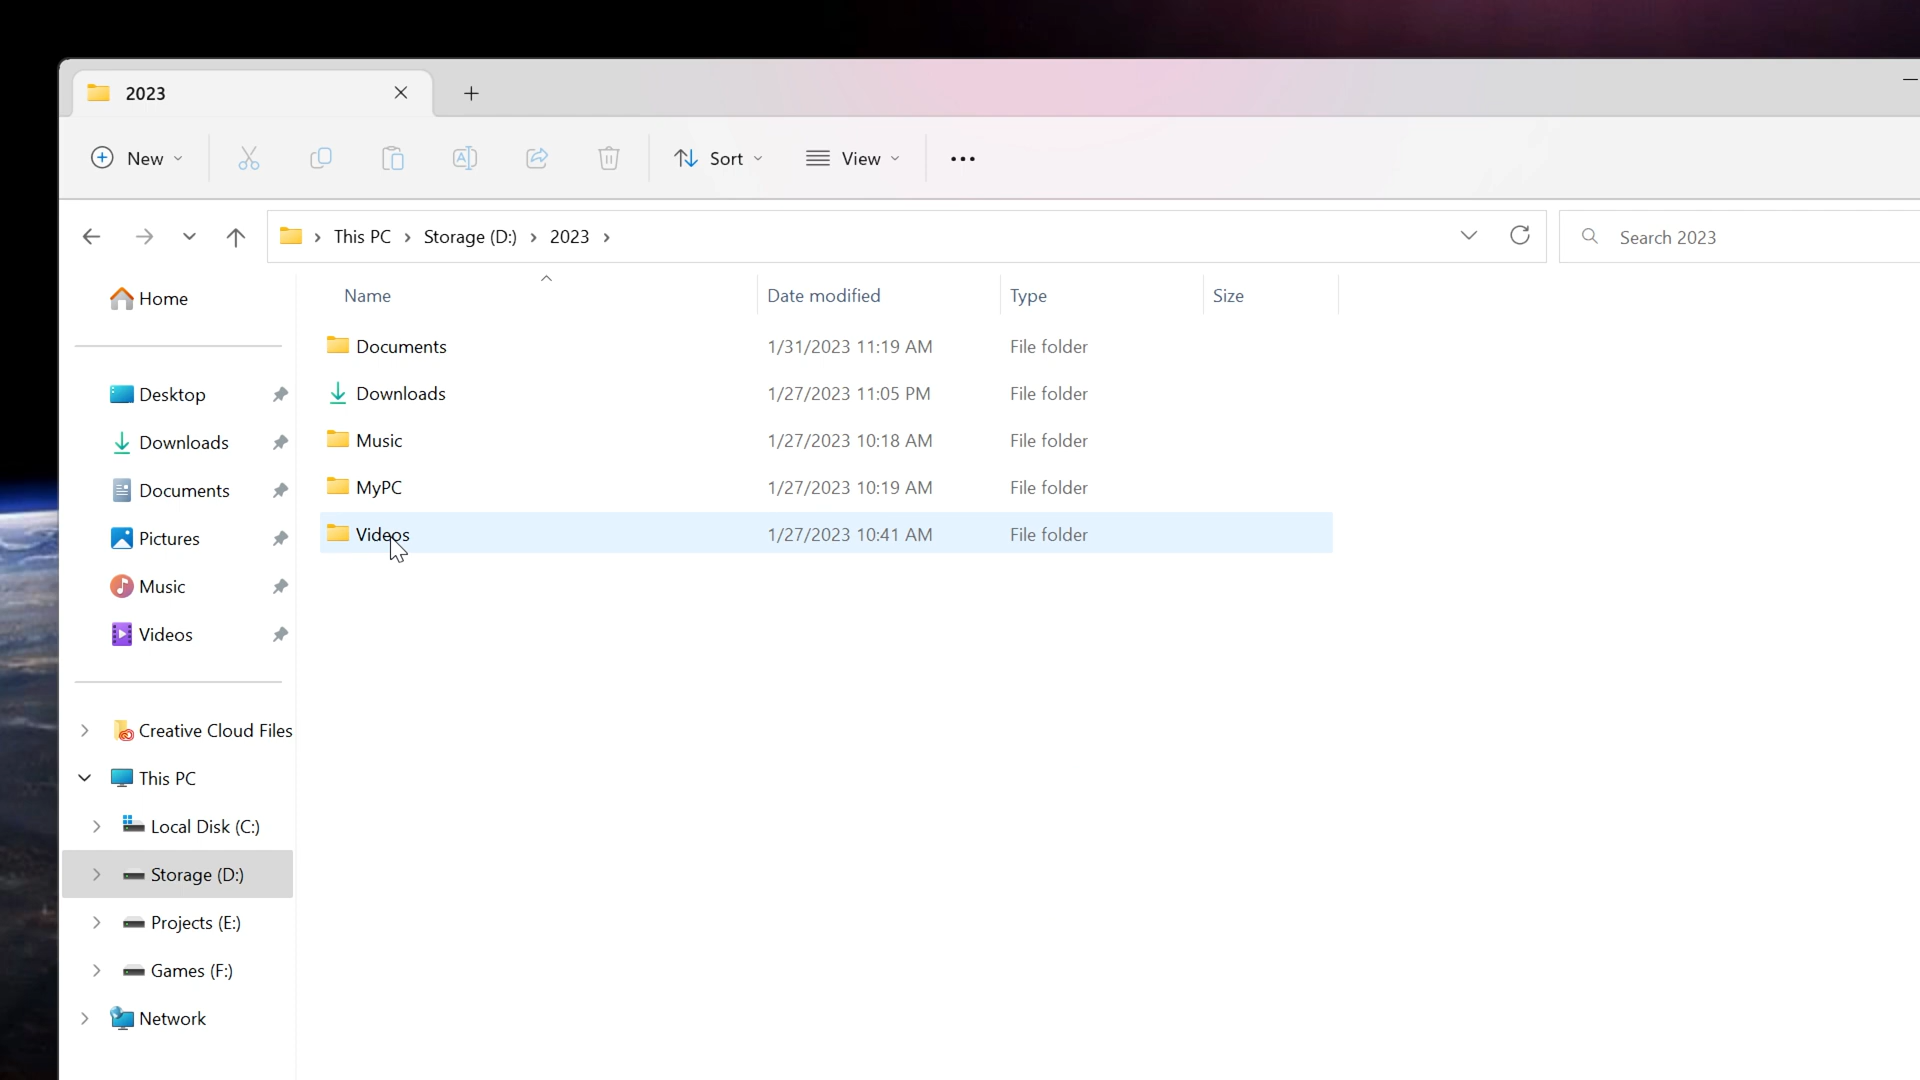 2023
New
Sort
View
This PC
Storage (D:)
2023
Search 2023
Name
Date modified
Type
Size
Documents 1/31/2023 11:19 AM File folder
Downloads 1/27/2023 11:05 PM File folder
Music 1/27/2023 10:18 AM File folder
MyPC 1/27/2023 10:19 AM File folder
Videos 1/27/2023 10:41 AM File folder
Home
Desktop
Downloads
Documents
Pictures
Music
Videos
Creative Cloud Files
This PC
Local Disk (C:)
Storage (D:)
Projects (E:)
Games (F:)
Network